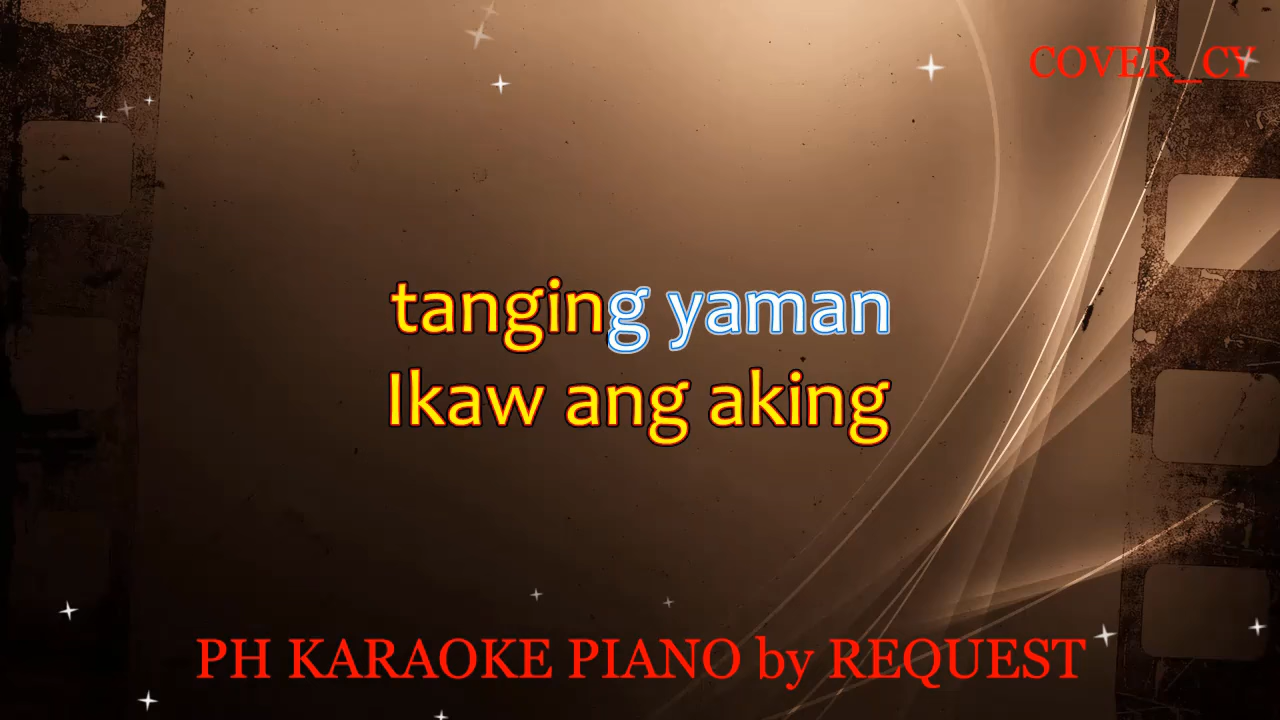 COVER_CY
tanging yaman
Ikaw ang aking
PH KARAOKE PIANO by REQUEST